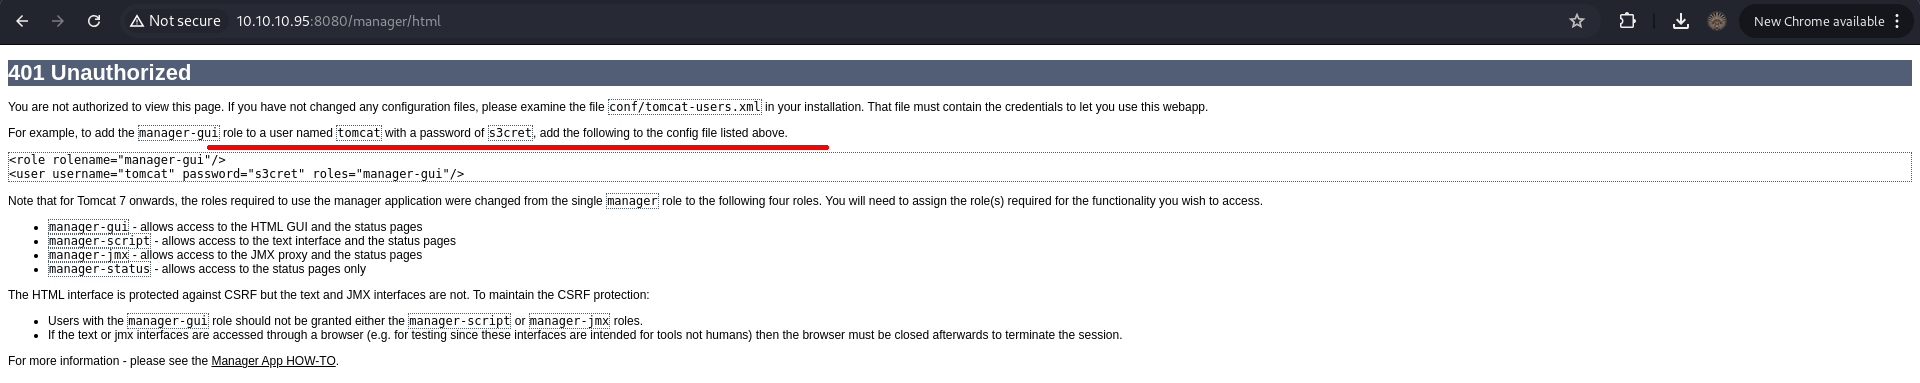 Not secure 10.10.10.95:8080/manager/html New Chrome available
401 Unauthorized
You are not authorized to view this page. If you have not changed any configuration files, please examine the file conf/tomcat-users.xml in your installation. That file must contain the credentials to let you use this webapp.
For example, to add the manager-gui role to a user named tomcat with a password of s3cret, add the following to the config file listed above.
<role rolename="manager-gui"/>
<user username="tomcat" password="s3cret" roles="manager-gui"/>
Note that for Tomcat 7 onwards, the roles required to use the manager application were changed from the single manager role to the following four roles. You will need to assign the role(s) required for the functionality you wish to access.
• manager-gui - allows access to the HTML GUI and the status pages
• manager-script - allows access to the text interface and the status pages
• manager-jmx - allows access to the JMX proxy and the status pages
• manager-status - allows access to the status pages only
The HTML interface is protected against CSRF but the text and JMX interfaces are not. To maintain the CSRF protection:
• Users with the manager-gui role should not be granted either the manager-script or manager-jmx roles.
• If the text or jmx interfaces are accessed through a browser (e.g. for testing since these interfaces are intended for tools not humans) then the browser must be closed afterwards to terminate the session.
For more information - please see the Manager App HOW-TO.